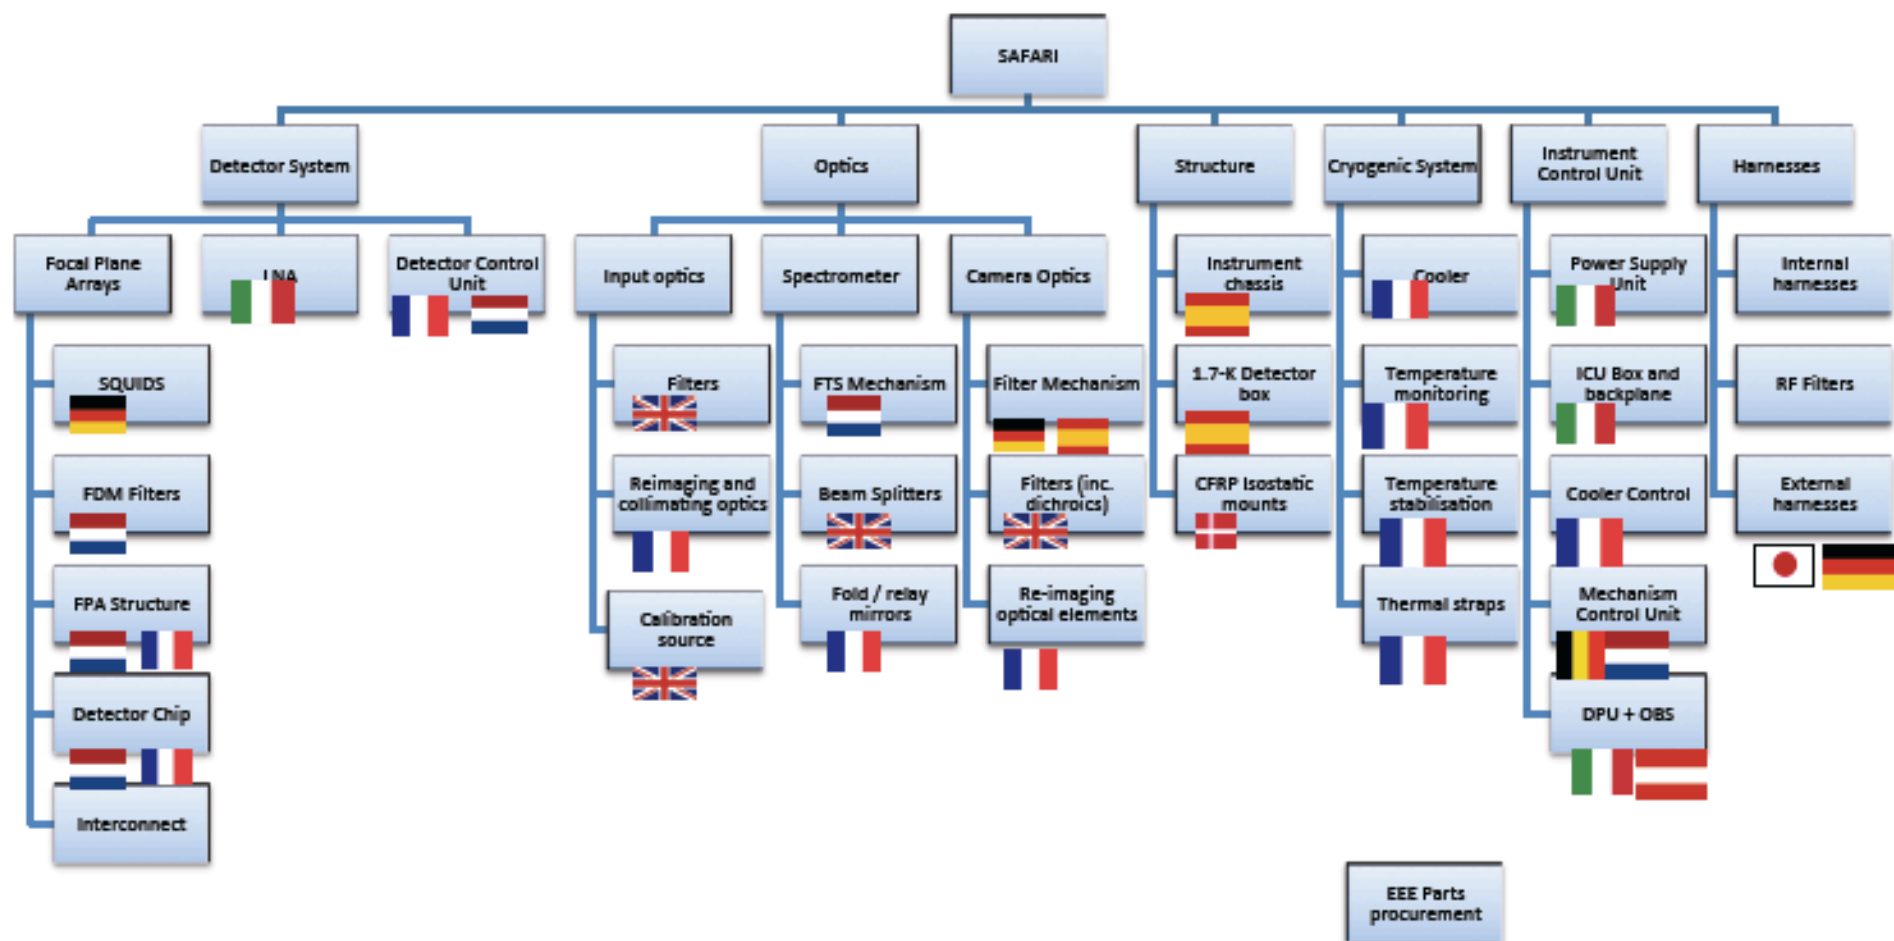 SAFARI
Detector System
Optics
Structure
Cryogenic System
Instrument
Control Unit
Harnesses
Focal Plane
Arrays
LNA
Detector Control
Unit
Input optics
Spectrometer
Camera Optics
Instrument
chassis
Cooler
Power Supply
Unit
Internal
harnesses
SQUIDS
Filters
FTS Mechanism
Filter Mechanism
1.7-K Detector
box
Temperature
monitoring
ICU Box and
backplane
RF Filters
FDM Filters
Reimaging and
collimating optics
Beam Splitters
Filters (inc.
dichroics)
CFRP Isostatic
mounts
Temperature
stabilisation
Cooler Control
External
harnesses
FPA Structure
Calibration
source
Fold / relay
mirrors
Re-imaging
optical elements
Thermal straps
Mechanism
Control Unit
Detector Chip
DPU + OBS
Interconnect
EEE Parts
procurement